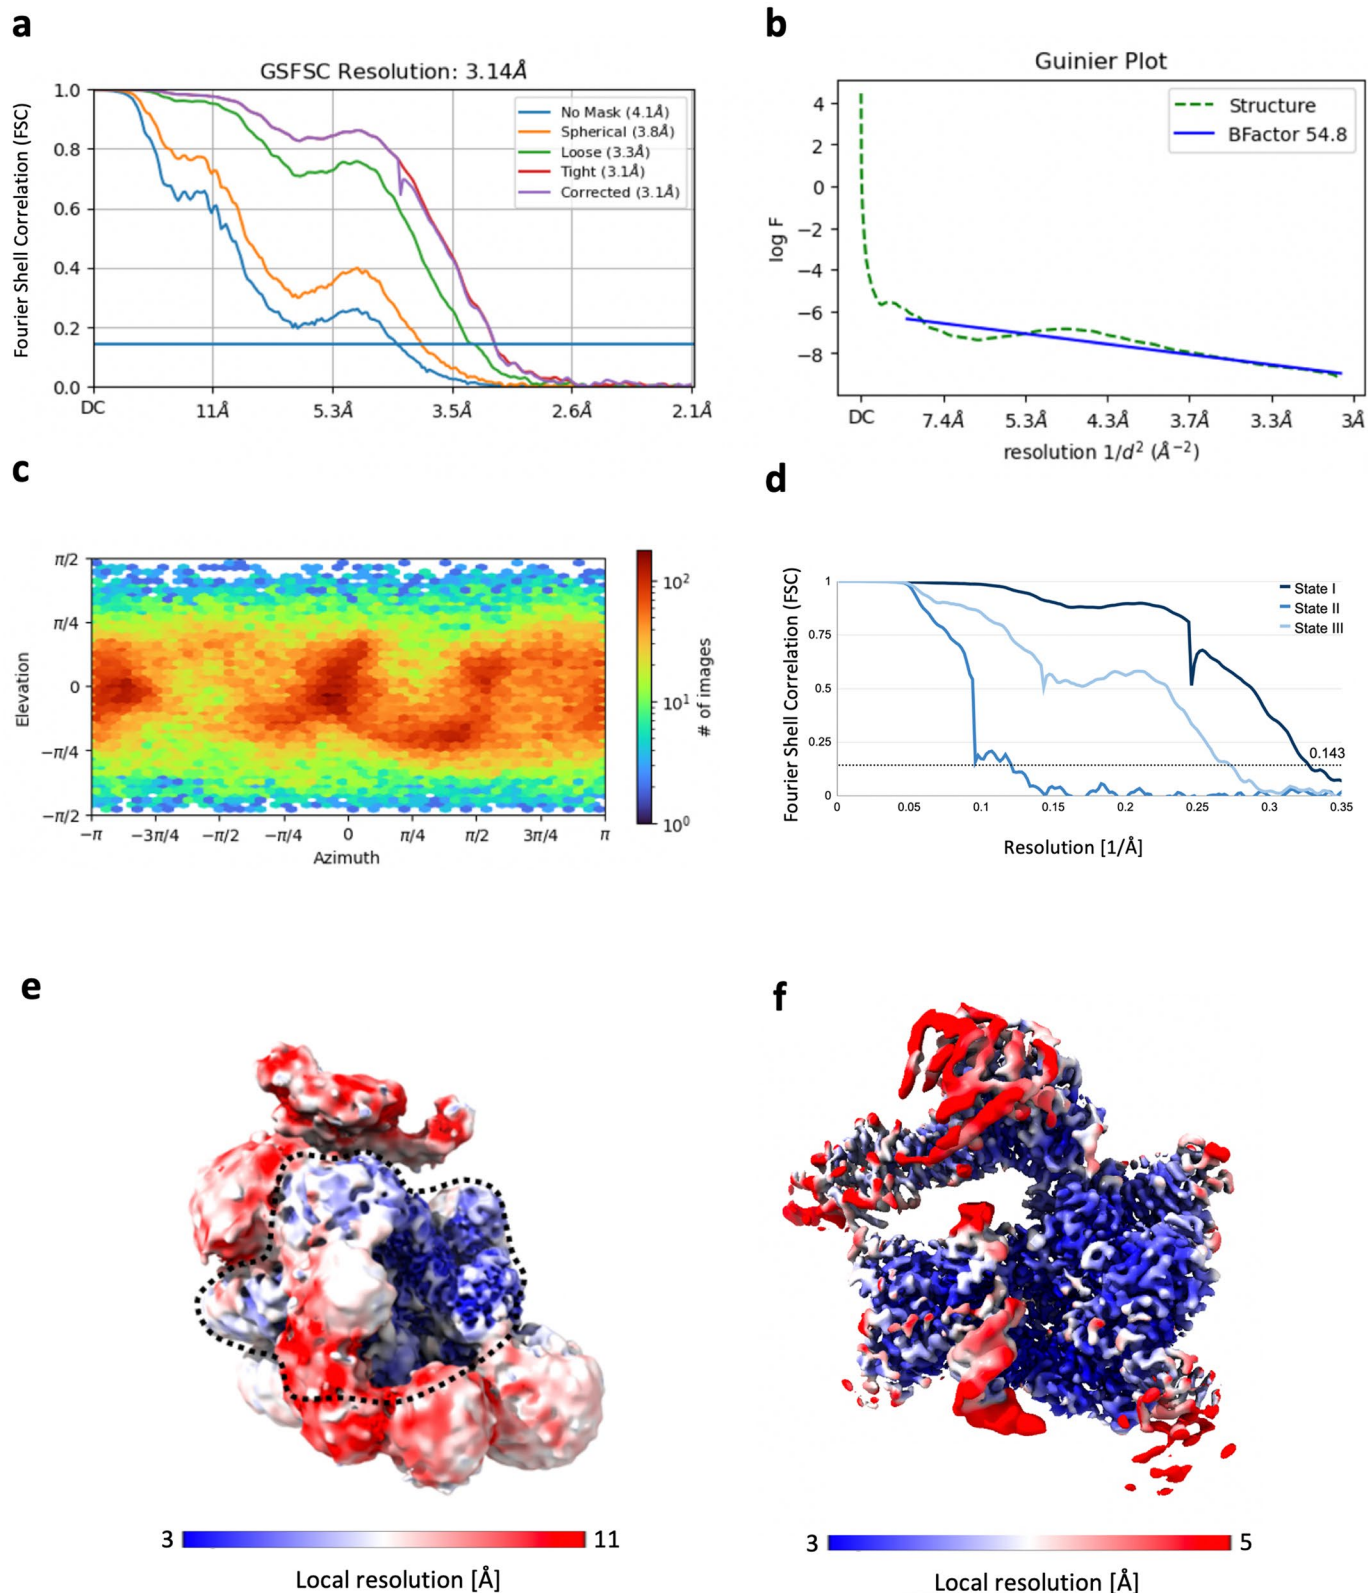 a
GSFSC Resolution: 3.14Å
Fourier Shell Correlation (FSC)
1.0
0.8
0.6
0.4
0.2
0.0
DC
11Å
5.3Å
3.5Å
2.6Å
2.1Å
No Mask (4.1Å)
Spherical (3.8Å)
Loose (3.3Å)
Tight (3.1Å)
Corrected (3.1Å)
b
Guinier Plot
log F
4
2
0
−2
−4
−6
−8
Structure
BFactor 54.8
DC
7.4Å
5.3Å
4.3Å
3.7Å
3.3Å
3Å
resolution 1/d² (Å⁻²)
c
Elevation
π/2
π/4
0
−π/4
−π/2
−π
−3π/4
−π/2
−π/4
0
π/4
π/2
3π/4
π
Azimuth
10²
10¹
10⁰
# of images
d
Fourier Shell Correlation (FSC)
1
0.75
0.5
0.25
0
State I
State II
State III
0.143
0
0.05
0.1
0.15
0.2
0.25
0.3
0.35
Resolution [1/Å]
e
3
11
Local resolution [Å]
f
3
5
Local resolution [Å]